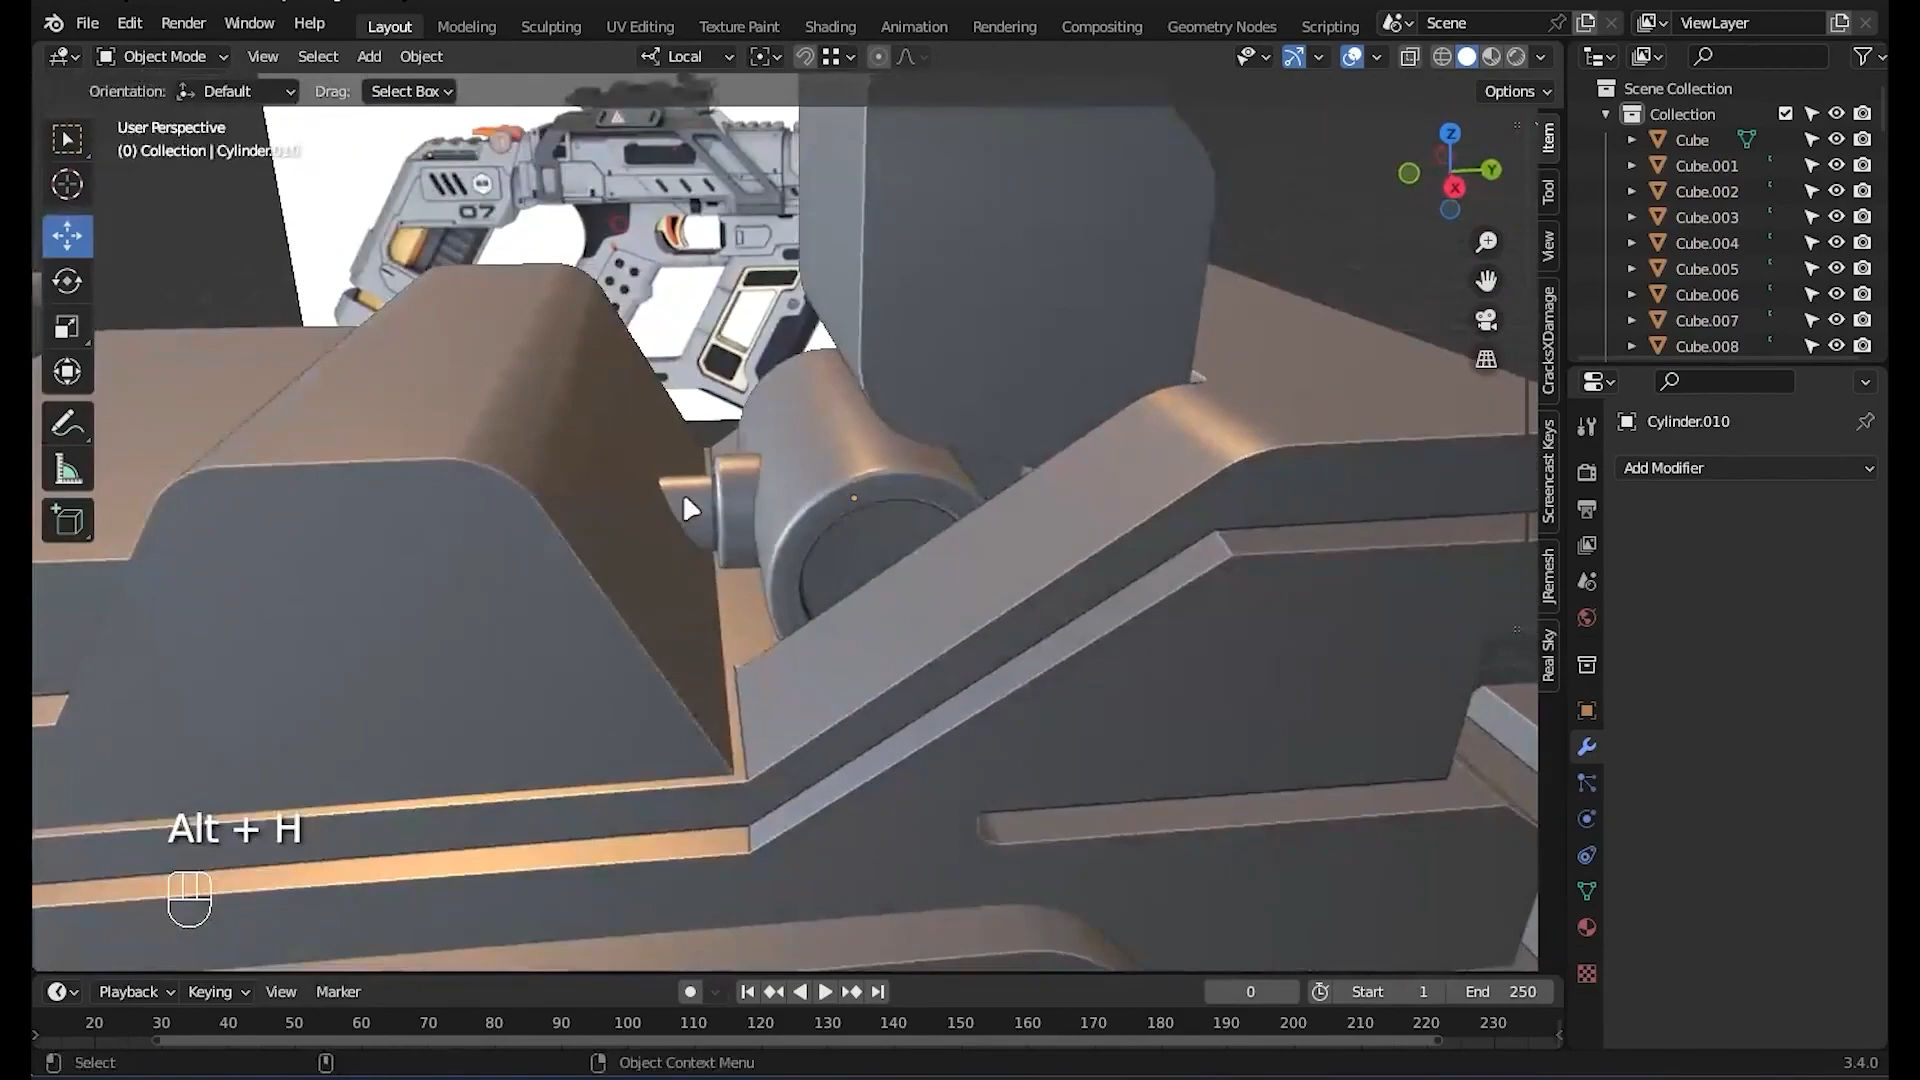 File Edit Render Window Help Layout Modeling Sculpting UV Editing Texture Paint Shading Animation Rendering Compositing Geometry Nodes Scripting Scene ViewLayer
Object Mode View Select Add Object Local
Orientation: Default Drag: Select Box Options
User Perspective
(0) Collection | Cylinder.010
07
Z
Y
X
Item
Tool
View
CracksXDamage
Screencast Keys
JRemesh
Real Sky
Scene Collection
Collection
Cube
Cube.001
Cube.002
Cube.003
Cube.004
Cube.005
Cube.006
Cube.007
Cube.008
Cylinder.010
Add Modifier
Alt + H
Playback Keying View Marker 0 Start 1 End 250
20 30 40 50 60 70 80 90 100 110 120 130 140 150 160 170 180 190 200 210 220 230
Select Object Context Menu 3.4.0